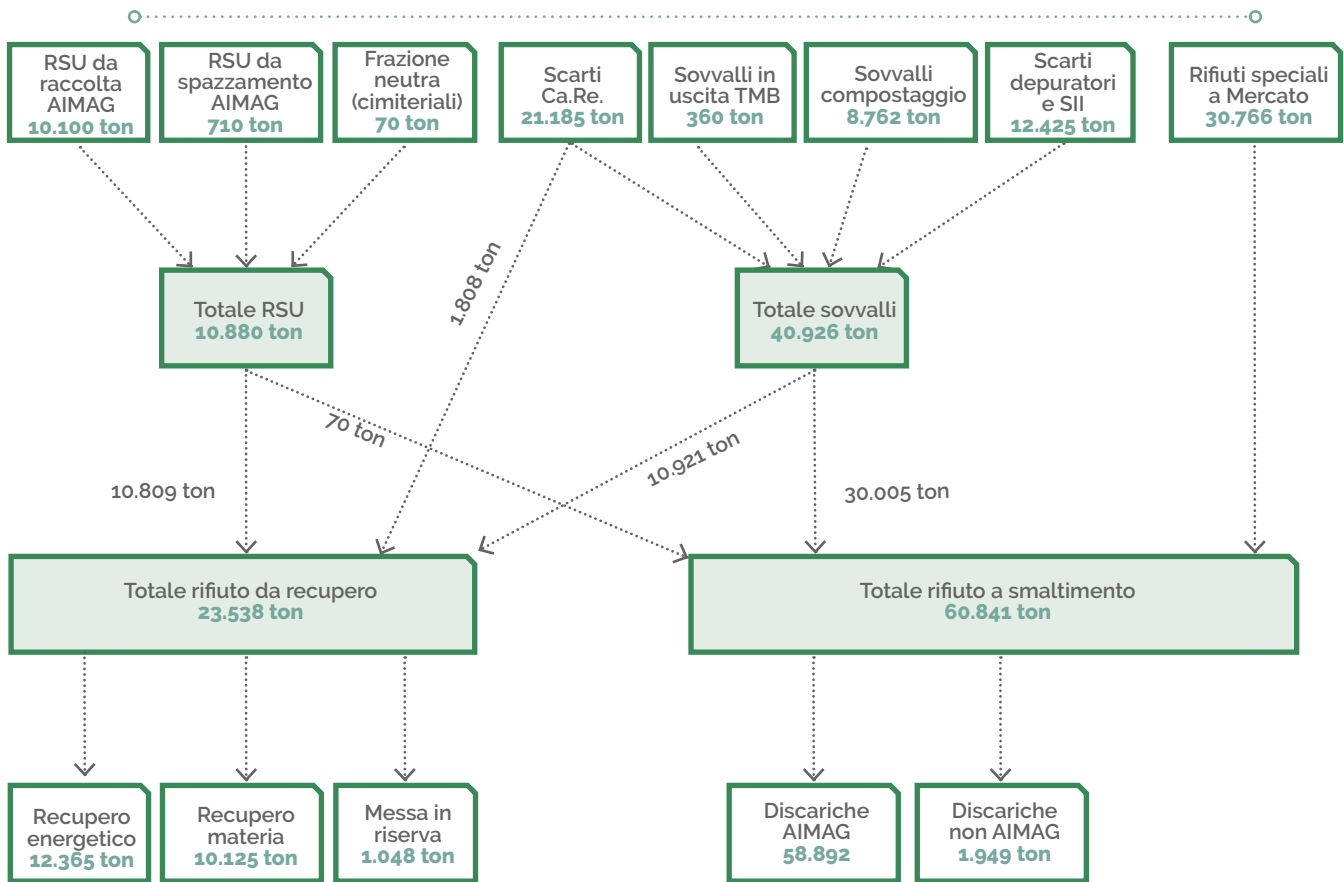 RSU da
raccolta
AIMAG
10.100 ton
RSU da
spazzamento
AIMAG
710 ton
Frazione
neutra
(cimiteriali)
70 ton
Scarti
Ca.Re.
21.185 ton
Sovvalli in
uscita TMB
360 ton
Sovvalli
compostaggio
8.762 ton
Scarti
depuratori
e SII
12.425 ton
Rifiuti speciali
a Mercato
30.766 ton
Totale RSU
10.880 ton
1.808 ton
Totale sovvalli
40.926 ton
70 ton
10.921 ton
10.809 ton
30.005 ton
Totale rifiuto da recupero
23.538 ton
Totale rifiuto a smaltimento
60.841 ton
Recupero
energetico
12.365 ton
Recupero
materia
10.125 ton
Messa in
riserva
1.048 ton
Discariche
AIMAG
58.892
Discariche
non AIMAG
1.949 ton